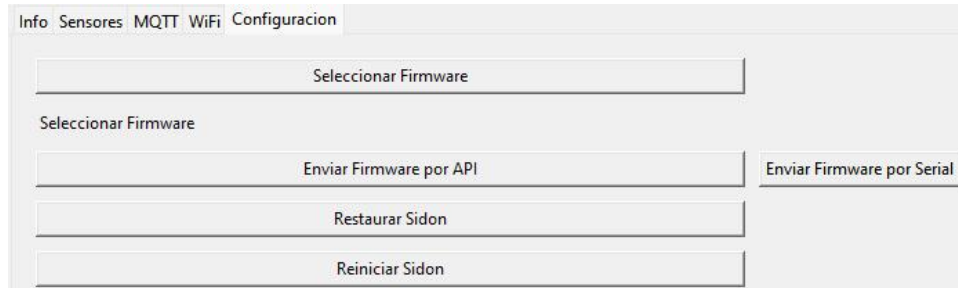 Info Sensores MQTT WiFi Configuracion
Seleccionar Firmware
Seleccionar Firmware
Enviar Firmware por API Enviar Firmware por Serial
Restaurar Sidon
Reiniciar Sidon